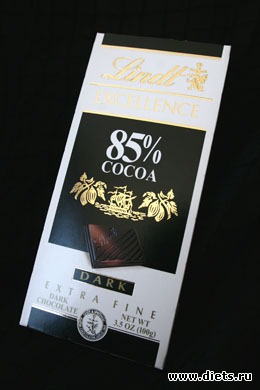 Lindt
EXCELLENCE
85%
COCOA
DARK
EXTRA FINE
DARK
CHOCOLATE
NET WT
3.5 OZ (100g)
www.diets.ru